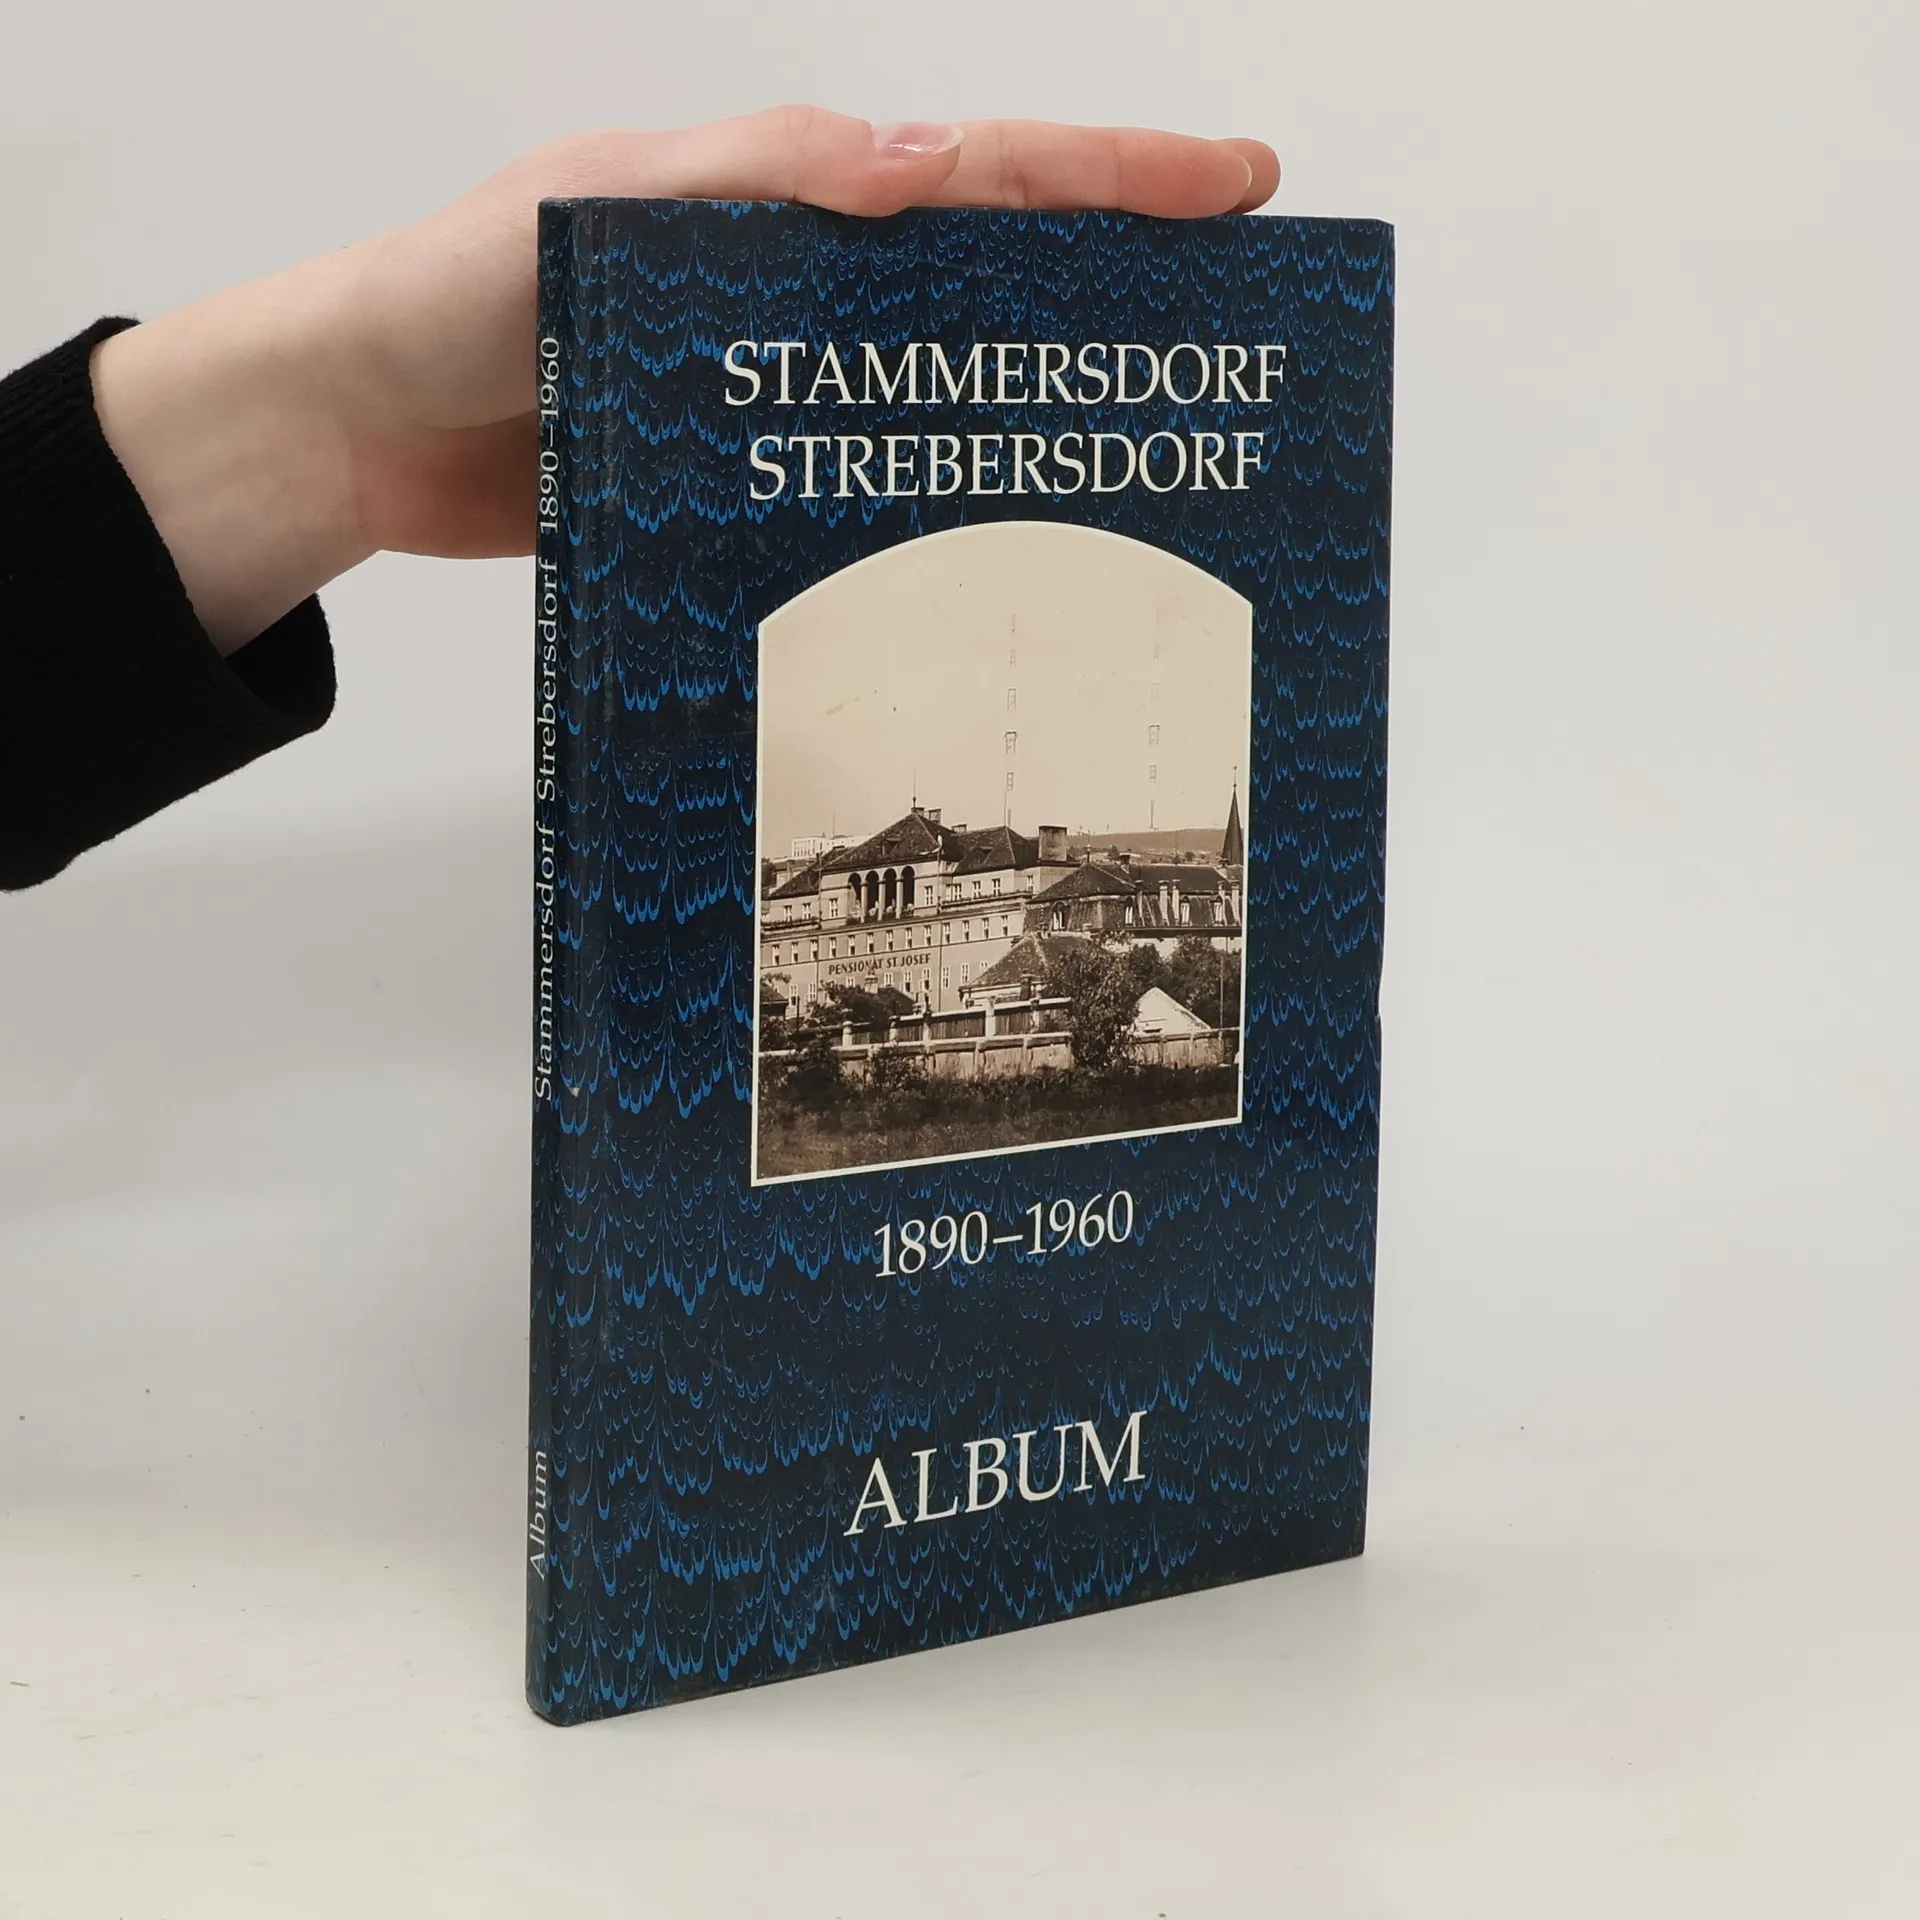 STAMMERSDORF
STREBERSDORF
PENSIONAT ST. JOSEF
1890–1960
ALBUM
Album Stammersdorf Strebersdorf 1890–1960